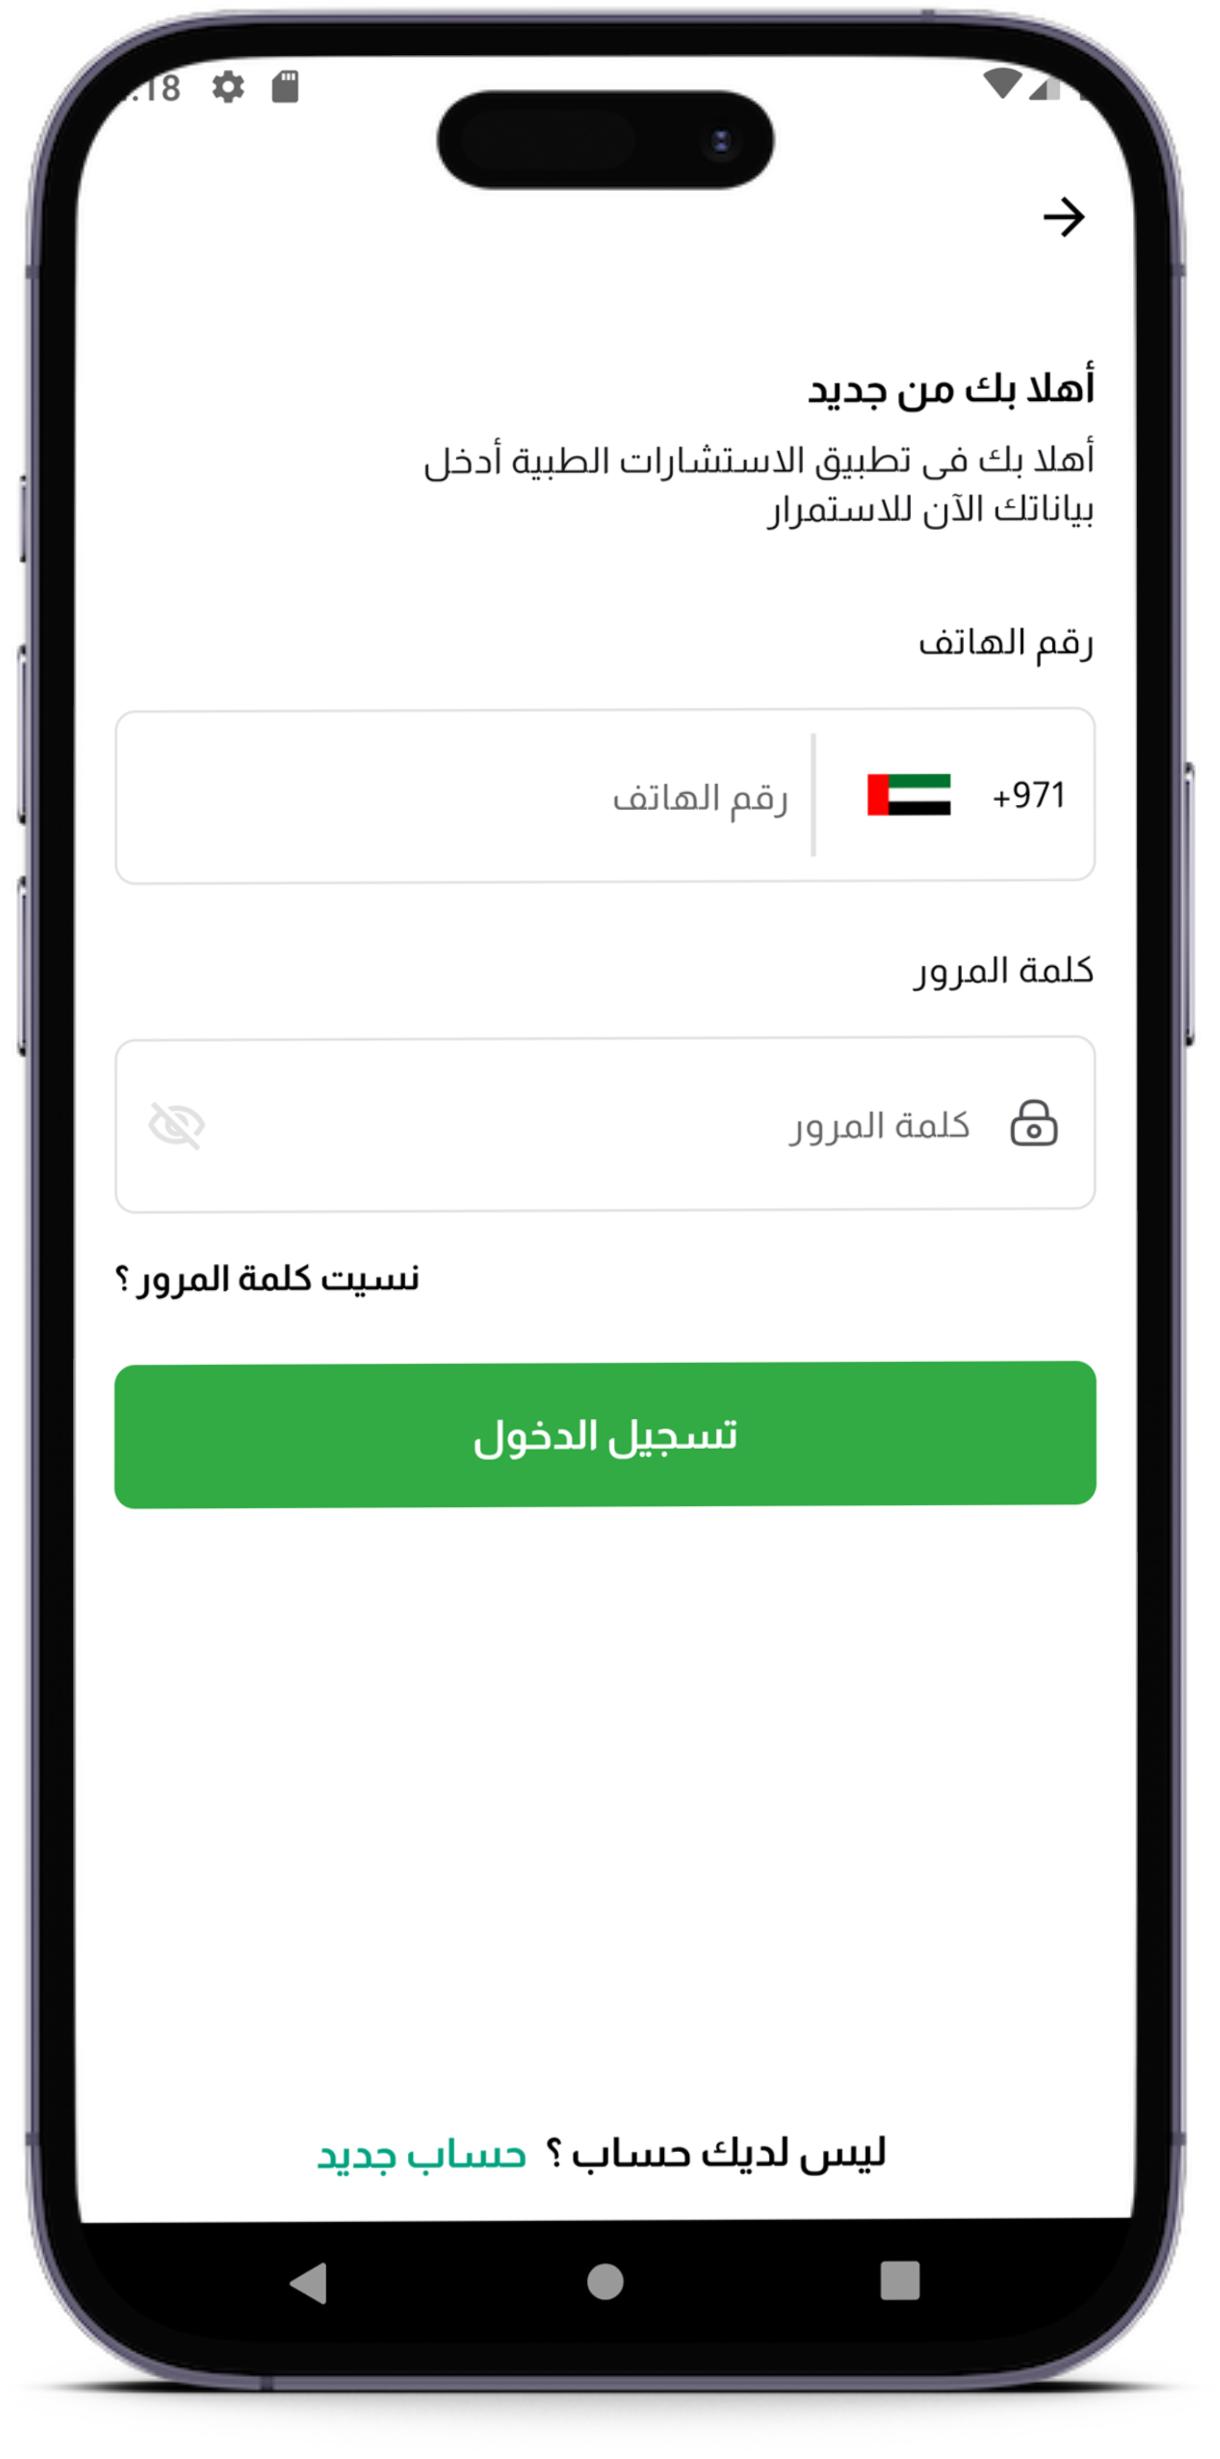 أهلا بك من جديد
أهلا بك فى تطبيق الاستشارات الطبية أدخل
بياناتك الآن للاستمرار
رقم الهاتف
+971 رقم الهاتف
كلمة المرور
كلمة المرور
نسيت كلمة المرور ؟
تسجيل الدخول
ليس لديك حساب ؟ حساب جديد